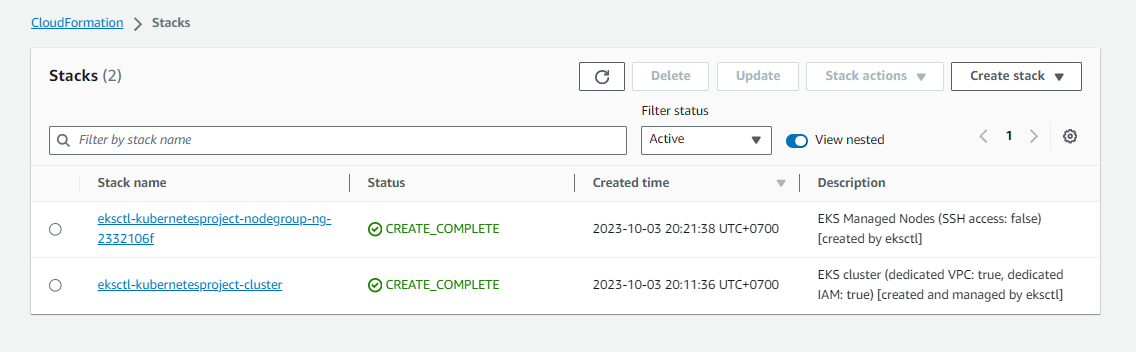 CloudFormation > Stacks
Stacks (2)
Delete
Update
Stack actions
Create stack
Filter status
Filter by stack name
Active
View nested
1
Stack name
Status
Created time
Description
eksctl-kubernetesproject-nodegroup-ng-
2332106f
CREATE_COMPLETE
2023-10-03 20:21:38 UTC+0700
EKS Managed Nodes (SSH access: false)
[created by eksctl]
eksctl-kubernetesproject-cluster
CREATE_COMPLETE
2023-10-03 20:11:36 UTC+0700
EKS cluster (dedicated VPC: true, dedicated
IAM: true) [created and managed by eksctl]